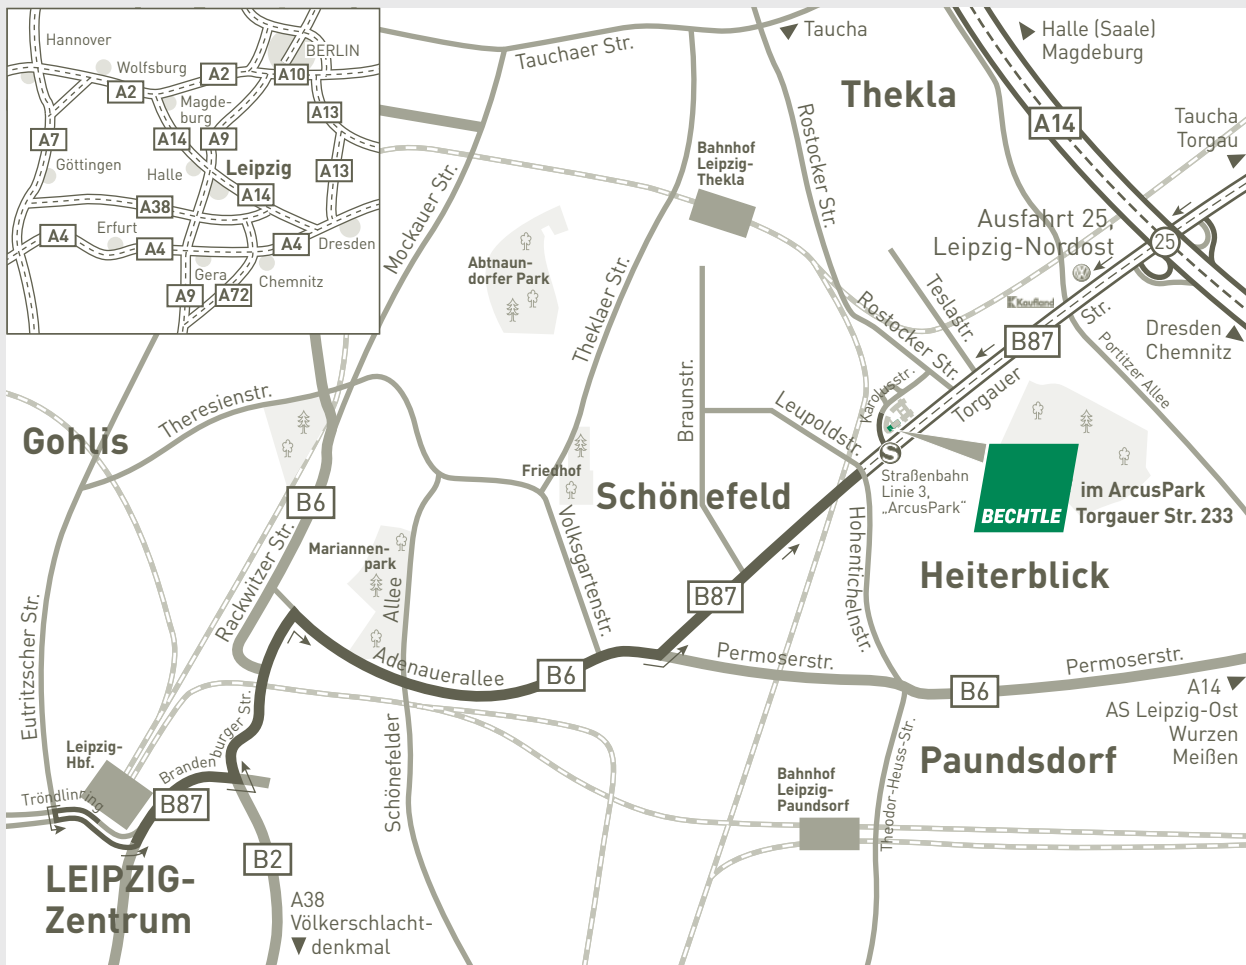 Hannover
BERLIN
Wolfsburg
A2
A10
A2
Magde-
burg
A13
A7
A14
A9
Göttingen
Halle
Leipzig
A13
A14
A38
Erfurt
A4
A4
A4
Dresden
Gera
Chemnitz
A9
A72
Tauchaer Str.
Taucha
Halle (Saale)
Magdeburg
Thekla
A14
Taucha
Torgau
Rostocker Str.
Bahnhof
Leipzig-
Thekla
Mockauer Str.
Ausfahrt 25,
Leipzig-Nordost
25
Abtnaun-
dorfer Park
Theklaer Str.
Teslastr.
Kaufland
Str.
B87
Rostocker Str.
Dresden
Chemnitz
Portitzer Allee
Torgauer
Karolusstr.
Braunstr.
Leupoldstr.
Theresienstr.
Gohlis
S
Straßenbahn
Linie 3,
„ArcusPark“
BECHTLE
im ArcusPark
Torgauer Str. 233
Friedhof
Schönefeld
B6
Volksgartenstr.
Hohentichelnstr.
Rackwitzer Str.
Mariannen-
park
Allee
Heiterblick
B87
Eutritzscher Str.
Adenauerallee
B6
Permoserstr.
Permoserstr.
B6
A14
AS Leipzig-Ost
Wurzen
Meißen
Paundsdorf
Theodor-Heuss-Str.
Schönefelder
Leipzig-
Hbf.
Brandenburger Str.
Tröndlinring
B87
Bahnhof
Leipzig-
Paundsorf
B2
LEIPZIG-
Zentrum
A38
Völkerschlacht-
denkmal